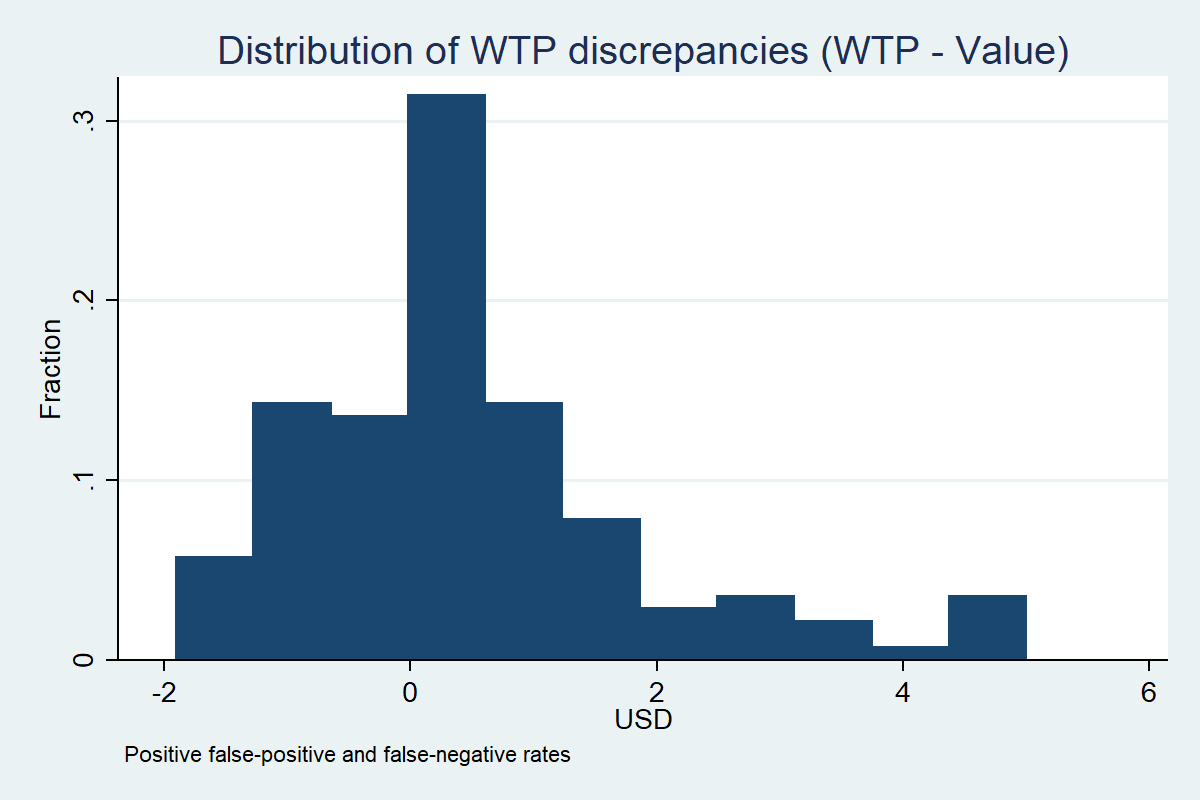 Distribution of WTP discrepancies (WTP - Value)
.3
.2
.1
0
Fraction
-2 0 2 4 6
USD
Positive false-positive and false-negative rates